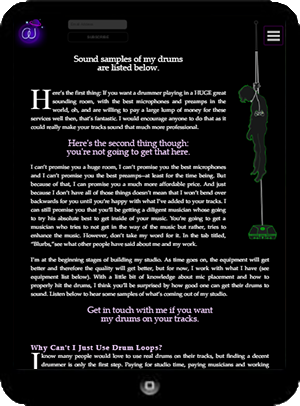 Sound samples of my drums
are listed below.
Here's the first thing: If you want a drummer playing in a HUGE great
sounding room, with the best microphones and preamps in the
world, oh, and are willing to pay a large lump of money for these
services well then, that's fantastic. I would encourage anyone to do that as it
could really make your tracks sound that much more professional.
Here's the second thing though:
you're not going to get that here.
I can't promise you a huge room, I can't promise you the best microphones
and I can't promise you the best preamps--at least for the time being. But
because of that, I can promise you a much more affordable price. And just
because I don't have all of those things doesn't mean that I won't bend over
backwards for you until you're happy with what I've added to your tracks. I
can still promise you that you'll be getting a diligent musician whose going
to try his absolute best to get inside of your music. You're going to get a
musician who tries to not get in the way of the music but rather, tries to
enhance the music. However, don't take my word for it. In the tab titled,
"Blurbs,"see what other people have said about me and my work.
I'm at the beginning stages of building my studio. As time goes on, the equipment will get
better and therefore the quality will get better, but for now, I work with what I have (see
equipment list below). With a little bit of knowledge about mic placement and how to
properly hit the drums, I think you'll be surprised by how good one can get their drums to
sound. Listen below to hear some samples of what's coming out of my studio.
Get in touch with me if you want
my drums on your tracks.
Why Can't I Just Use Drum Loops?
I know many people would love to use real drums on their tracks, but finding a decent
drummer is only the first step. Paying for studio time, paying musicians and working